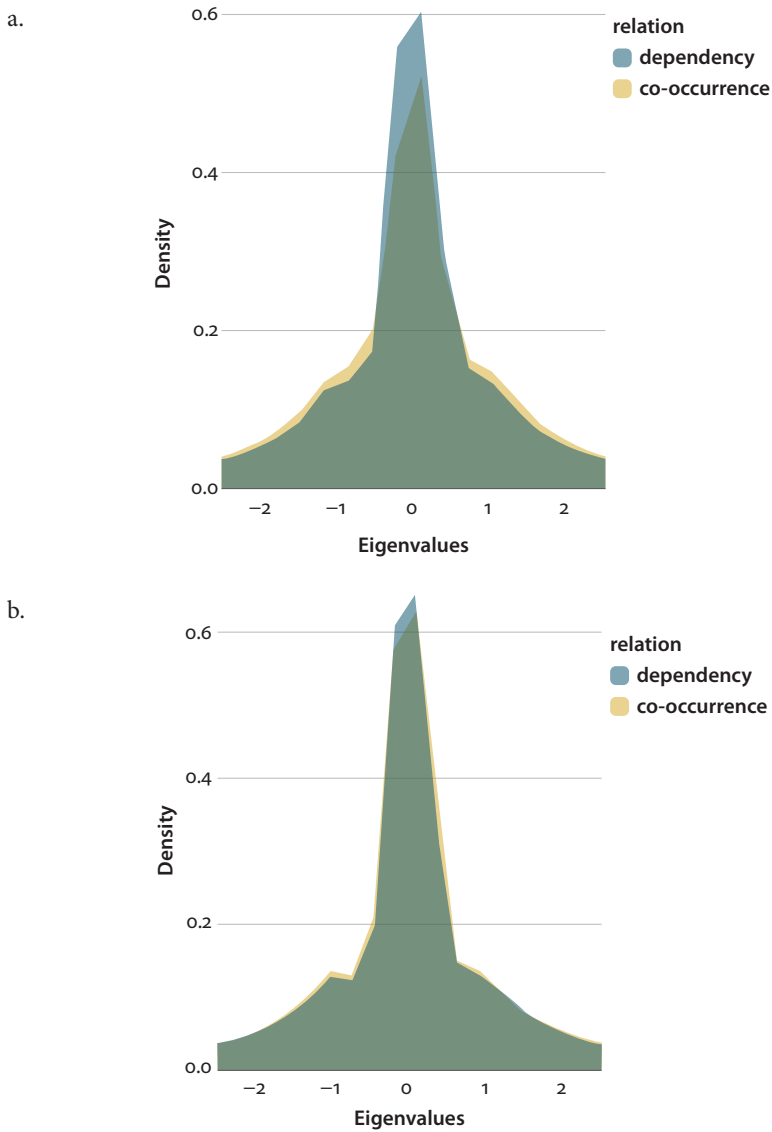 a.
0.6
0.4
0.2
0.0
Density
−2 −1 0 1 2
Eigenvalues
relation
dependency
co-occurrence
b.
0.6
0.4
0.2
0.0
Density
−2 −1 0 1 2
Eigenvalues
relation
dependency
co-occurrence